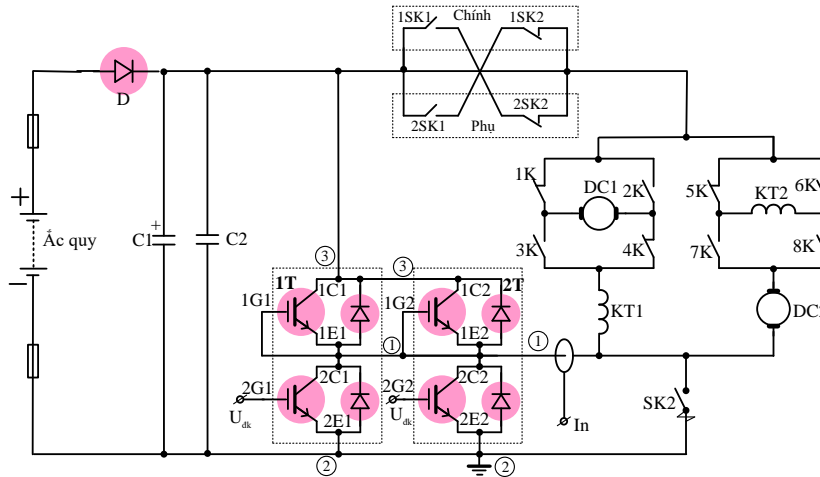 1SK1
Chính
1SK2
2SK1
Phụ
2SK2
D
+
Ắc quy
−
C1
+
C2
③
③
1T
2T
1G1
1C1
1E1
1G2
1C2
1E2
①
①
2G1
2C1
2E1
Uđk
2G2
2C2
2E2
Uđk
②
②
In
1K
DC1
2K
3K
4K
KT1
5K
KT2
6K
7K
8K
SK2